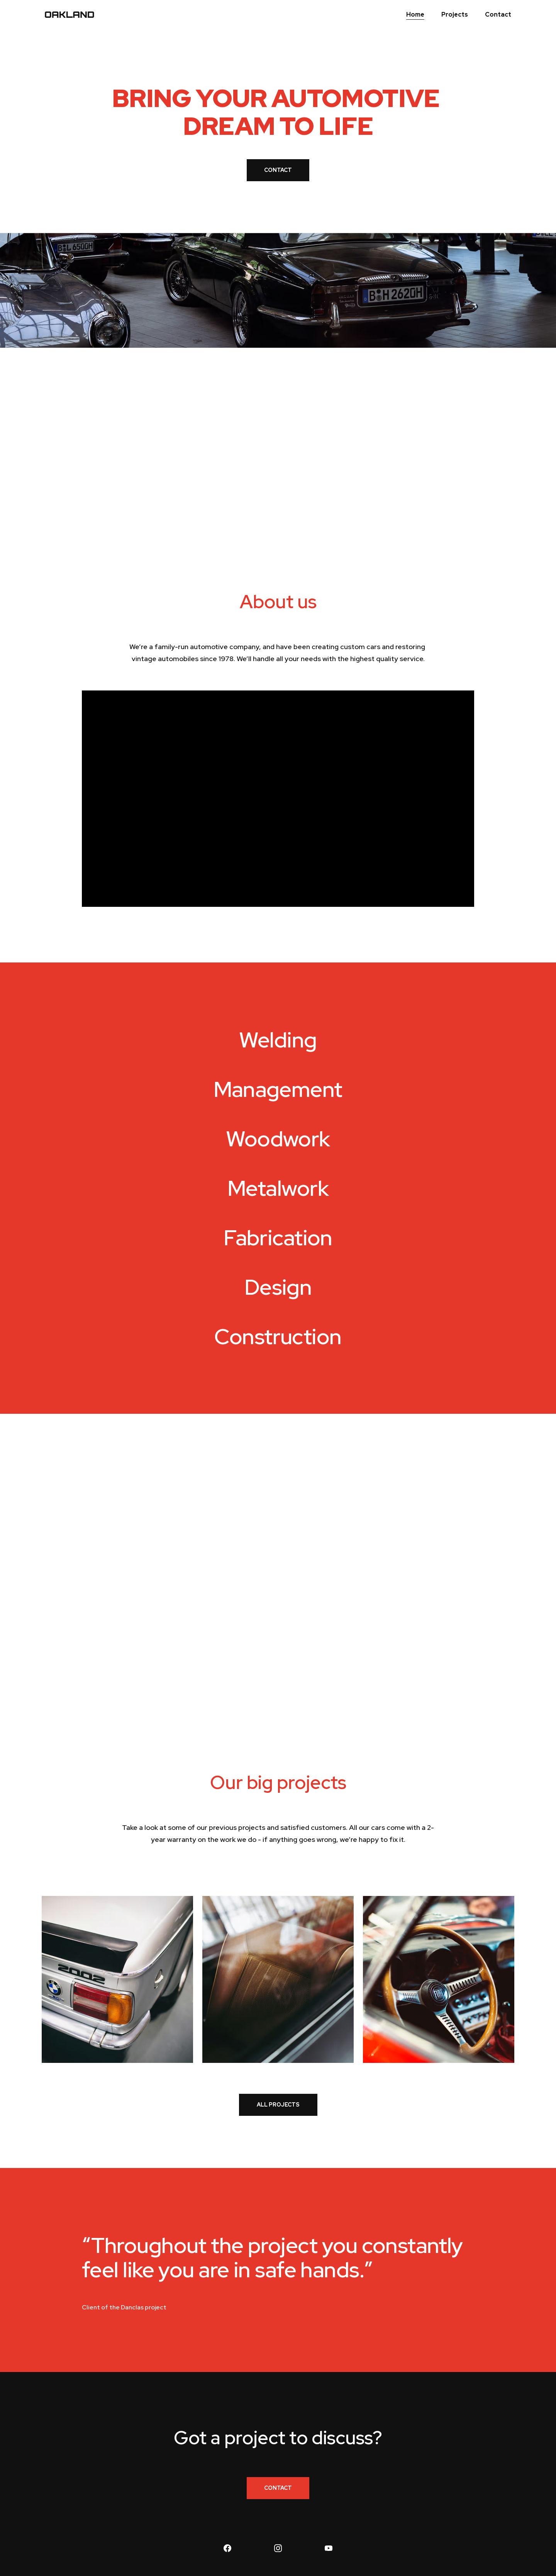 OAKLAND
Home Projects Contact
BRING YOUR AUTOMOTIVE
DREAM TO LIFE
CONTACT
B·H 2620H
About us
We're a family-run automotive company, and have been creating custom cars and restoring
vintage automobiles since 1978. We'll handle all your needs with the highest quality service.
Welding
Management
Woodwork
Metalwork
Fabrication
Design
Construction
Our big projects
Take a look at some of our previous projects and satisfied customers. All our cars come with a 2-
year warranty on the work we do - if anything goes wrong, we're happy to fix it.
2002
ALL PROJECTS
“Throughout the project you constantly
feel like you are in safe hands.”
Client of the Danclas project
Got a project to discuss?
CONTACT